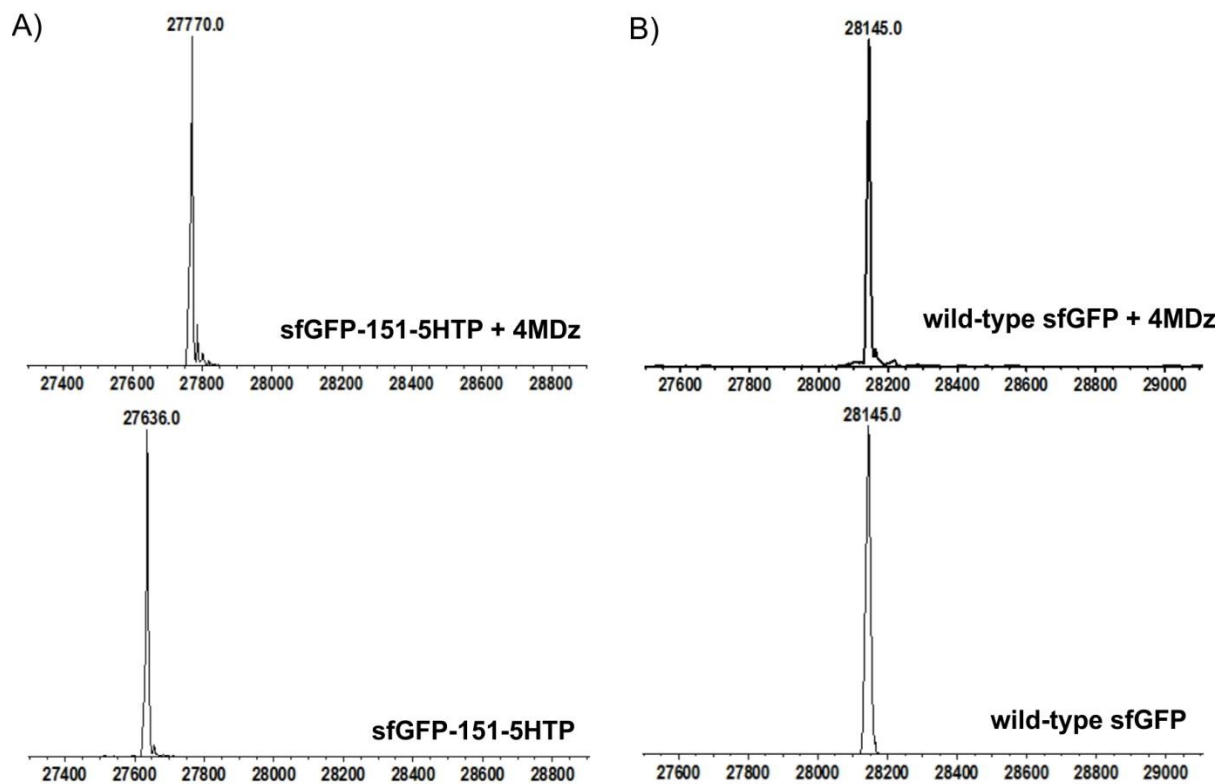 A)
27770.0
sfGFP-151-5HTP + 4MDz
27400 27600 27800 28000 28200 28400 28600 28800
27636.0
sfGFP-151-5HTP
27400 27600 27800 28000 28200 28400 28600 28800
B)
28145.0
wild-type sfGFP + 4MDz
27600 27800 28000 28200 28400 28600 28800 29000
28145.0
wild-type sfGFP
27600 27800 28000 28200 28400 28600 28800 29000